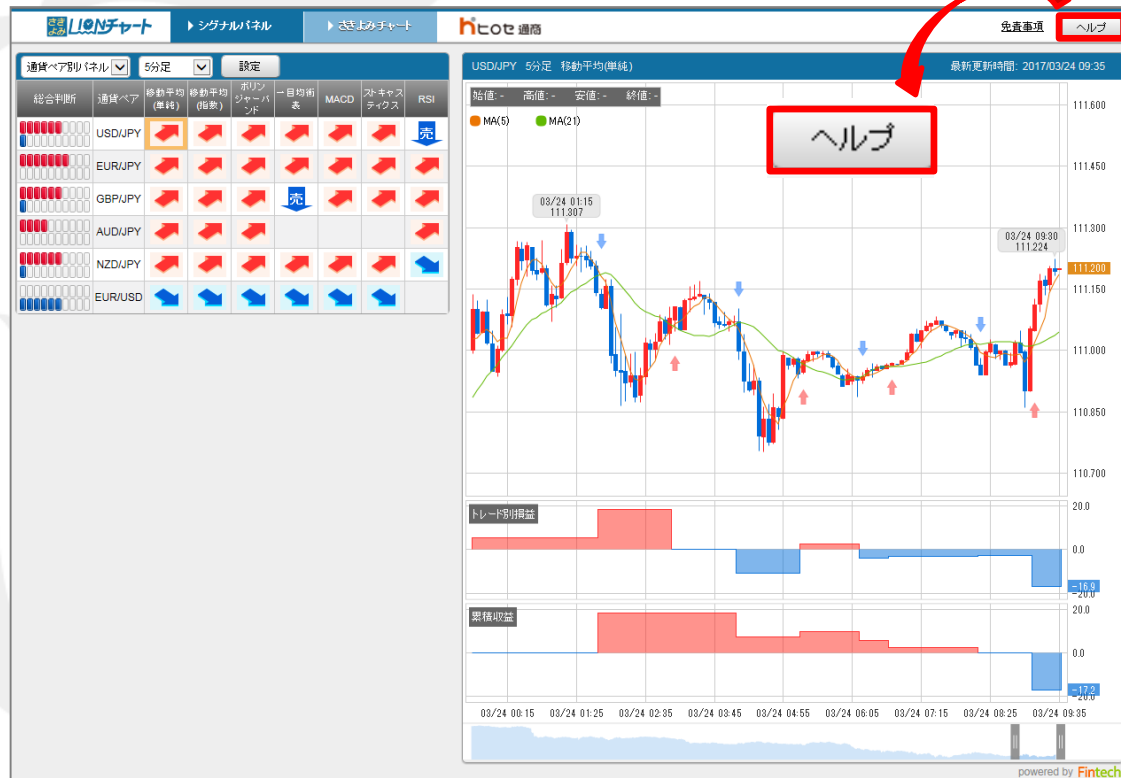 さきよみ LIONチャート
シグナルパネル
さきよみチャート
ヒロセ通商
免責事項
ヘルプ
通貨ペア別パネル
5分足
設定
USD/JPY 5分足 移動平均(単純)
最新更新時間: 2017/03/24 09:35
総合判断
通貨ペア
移動平均
(単純)
移動平均
(指数)
ボリン
ジャーバ
ンド
一目均衡
表
MACD
ストキャス
ティクス
RSI
USD/JPY
売
EUR/JPY
GBP/JPY
売
AUD/JPY
NZD/JPY
EUR/USD
始値:- 高値:- 安値:- 終値:-
MA(5) MA(21)
ヘルプ
03/24 01:15
111.307
03/24 09:30
111.224
111.600
111.450
111.300
111.200
111.150
111.000
110.850
110.700
トレード別損益
20.0
0.0
-16.9
-20.0
累積収益
20.0
0.0
-17.2
-20.0
03/24 00:15 03/24 01:25 03/24 02:35 03/24 03:45 03/24 04:55 03/24 06:05 03/24 07:15 03/24 08:25 03/24 09:35
powered by Fintech